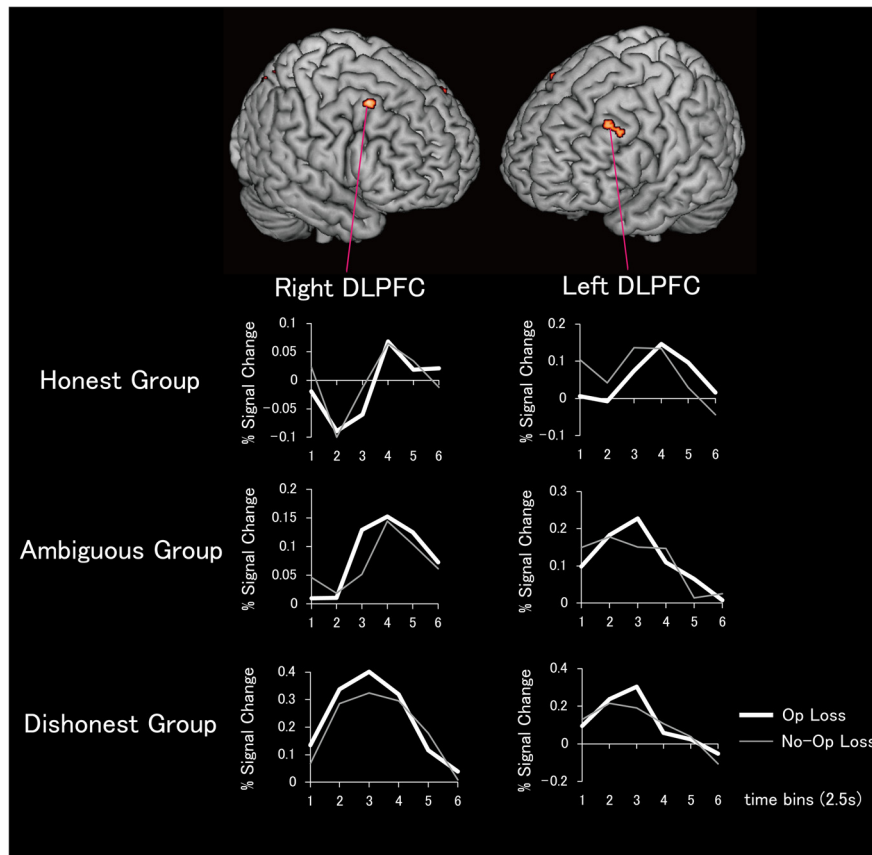 Right DLPFC Left DLPFC
Honest Group
% Signal Change
0.1
0.05
0
−0.05
−0.1
1 2 3 4 5 6
% Signal Change
0.2
0.1
0
−0.1
1 2 3 4 5 6
Ambiguous Group
% Signal Change
0.2
0.15
0.1
0.05
0
1 2 3 4 5 6
% Signal Change
0.3
0.2
0.1
0
1 2 3 4 5 6
Dishonest Group
% Signal Change
0.4
0.3
0.2
0.1
0
1 2 3 4 5 6
% Signal Change
0.4
0.2
0
−0.2
1 2 3 4 5 6
Op Loss
No−Op Loss
time bins (2.5s)